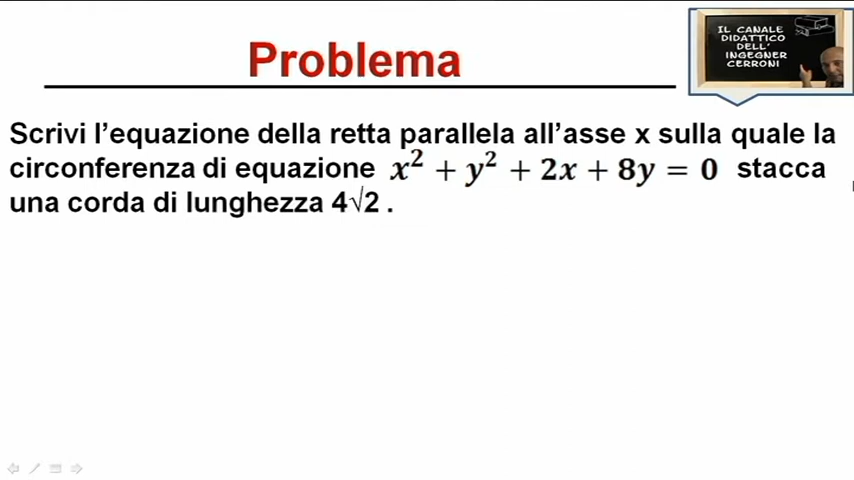 Problema
IL CANALE
DIDATTICO
DELL'
INGEGNER
CERRONI
Scrivi l'equazione della retta parallela all'asse x sulla quale la
circonferenza di equazione x² + y² + 2x + 8y = 0 stacca
una corda di lunghezza 4√2 .